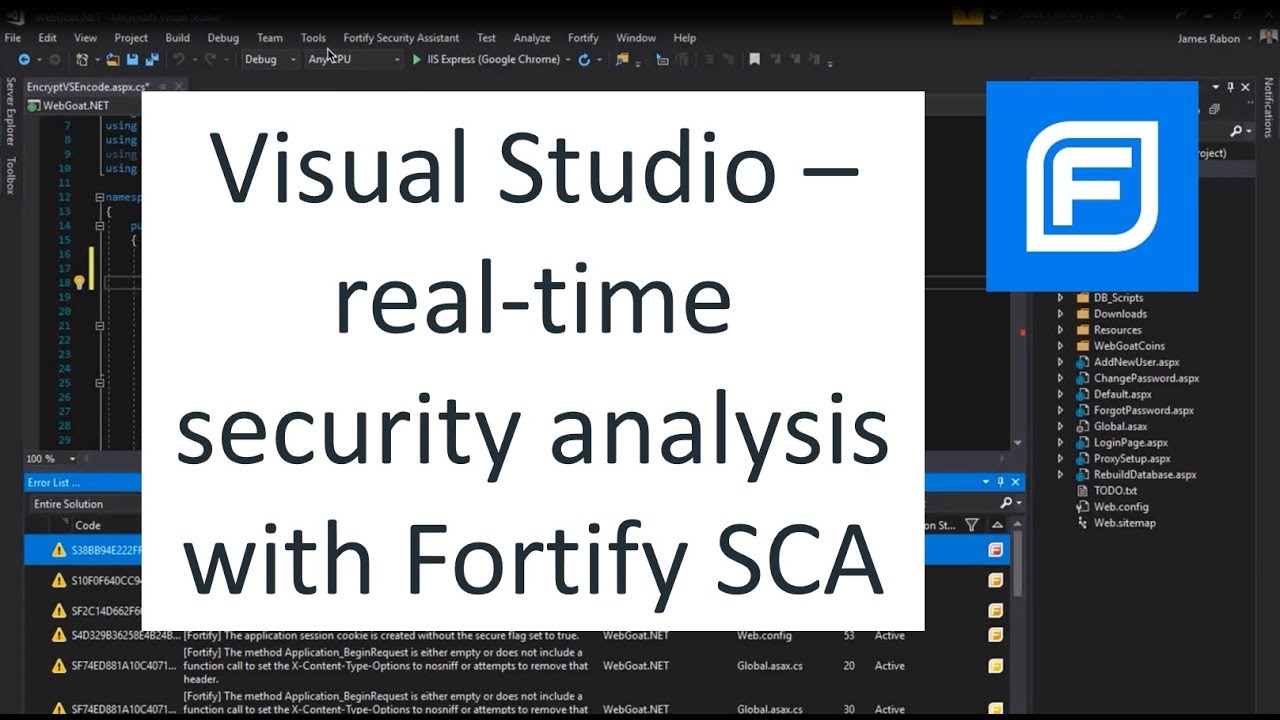 WebGoat.NET - Microsoft Visual Studio
File Edit View Project Build Debug Team Tools Fortify Security Assistant Test Analyze Fortify Window Help
James Rabon
Debug Any CPU IIS Express (Google Chrome)
Server Explorer
Toolbox
Notifications
EncryptVSEncode.aspx.cs*
WebGoat.NET
7 using
8 using
9 using
10 using
11
12 namesp
13 {
14 pu
15 {
16
17
18
19
20
21
22
23
24
25
26
27
28
29
100 %
Visual Studio –
real-time
security analysis
with Fortify SCA
F
roject)
DB_Scripts
Downloads
Resources
WebGoatCoins
AddNewUser.aspx
ChangePassword.aspx
Default.aspx
ForgotPassword.aspx
Global.asax
LoginPage.aspx
ProxySetup.aspx
RebuildDatabase.aspx
TODO.txt
Web.config
Web.sitemap
Error List ...
Entire Solution
Code
on St...
S38BB94E222FF
S10F0F640CC94
SF2C14D662F60
S4D329B36258E4B24B... [Fortify] The application session cookie is created without the secure flag set to true. WebGoat.NET Web.config 53 Active
SF74ED881A10C4071... [Fortify] The method Application_BeginRequest is either empty or does not include a
function call to set the X-Content-Type-Options to nosniff or attempts to remove that
header.
WebGoat.NET Global.asax.cs 20 Active
SF74ED881A10C4071... [Fortify] The method Application_BeginRequest is either empty or does not include a
function call to set the X-Content-Type-Options to nosniff or attempts to remove that
WebGoat.NET Global.asax.cs 30 Active